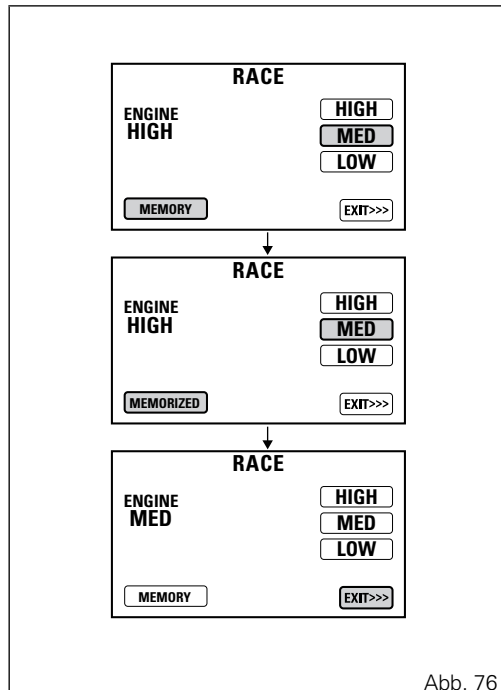 RACE
ENGINE
HIGH
HIGH
MED
LOW
MEMORY
EXIT>>>
RACE
ENGINE
HIGH
HIGH
MED
LOW
MEMORIZED
EXIT>>>
RACE
ENGINE
MED
HIGH
MED
LOW
MEMORY
EXIT>>>
Abb. 76